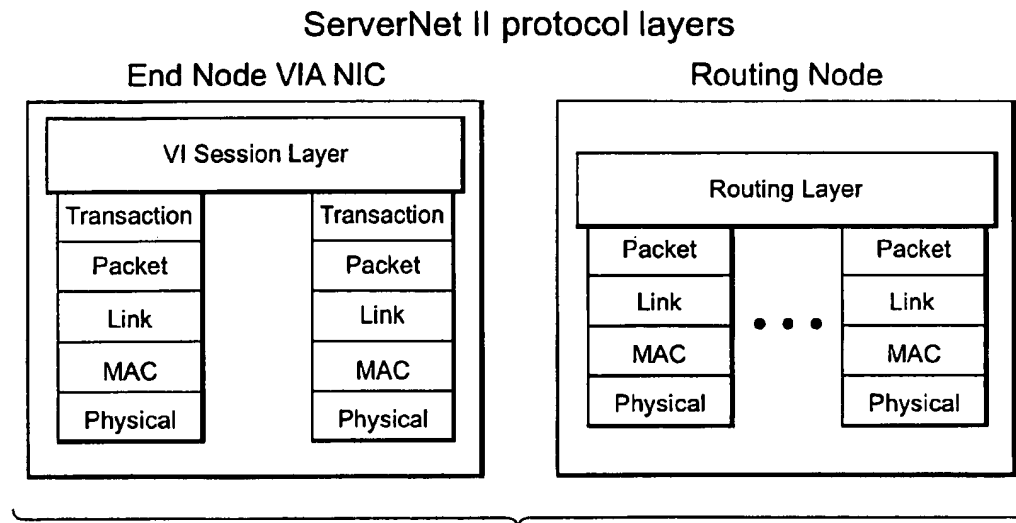 ServerNet II protocol layers
End Node VIA NIC
VI Session Layer
Transaction
Packet
Link
MAC
Physical
Transaction
Packet
Link
MAC
Physical
Routing Node
Routing Layer
Packet
Link
MAC
Physical
• • •
Packet
Link
MAC
Physical